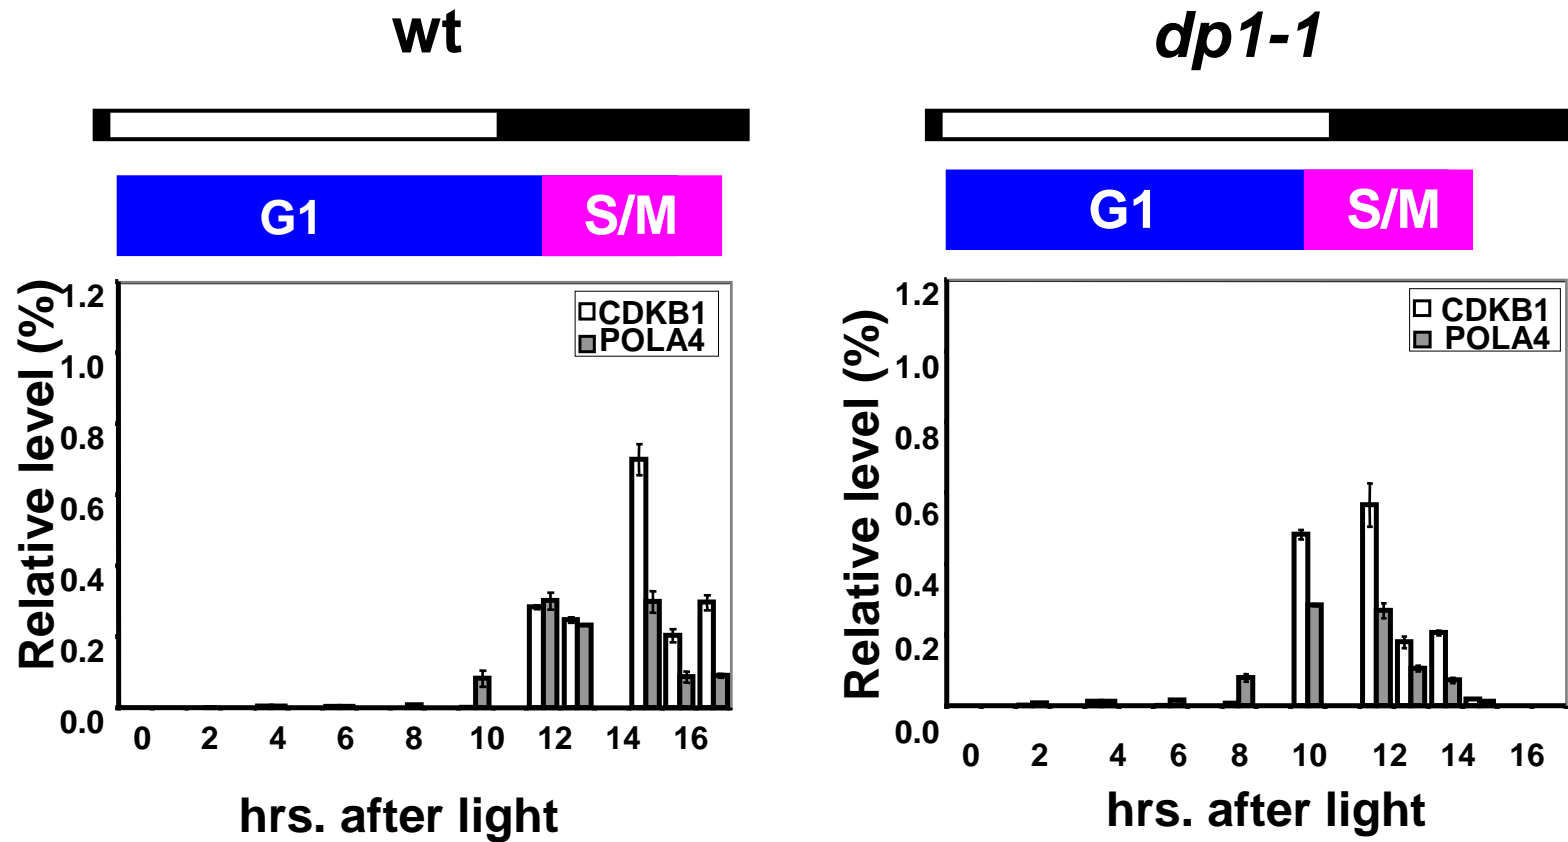 wt
G1 S/M
Relative level (%)
1.2
1.0
0.8
0.6
0.4
0.2
0.0
CDKB1
POLA4
0 2 4 6 8 10 12 14 16
hrs. after light
dp1-1
G1 S/M
Relative level (%)
1.2
1.0
0.8
0.6
0.4
0.2
0.0
CDKB1
POLA4
0 2 4 6 8 10 12 14 16
hrs. after light